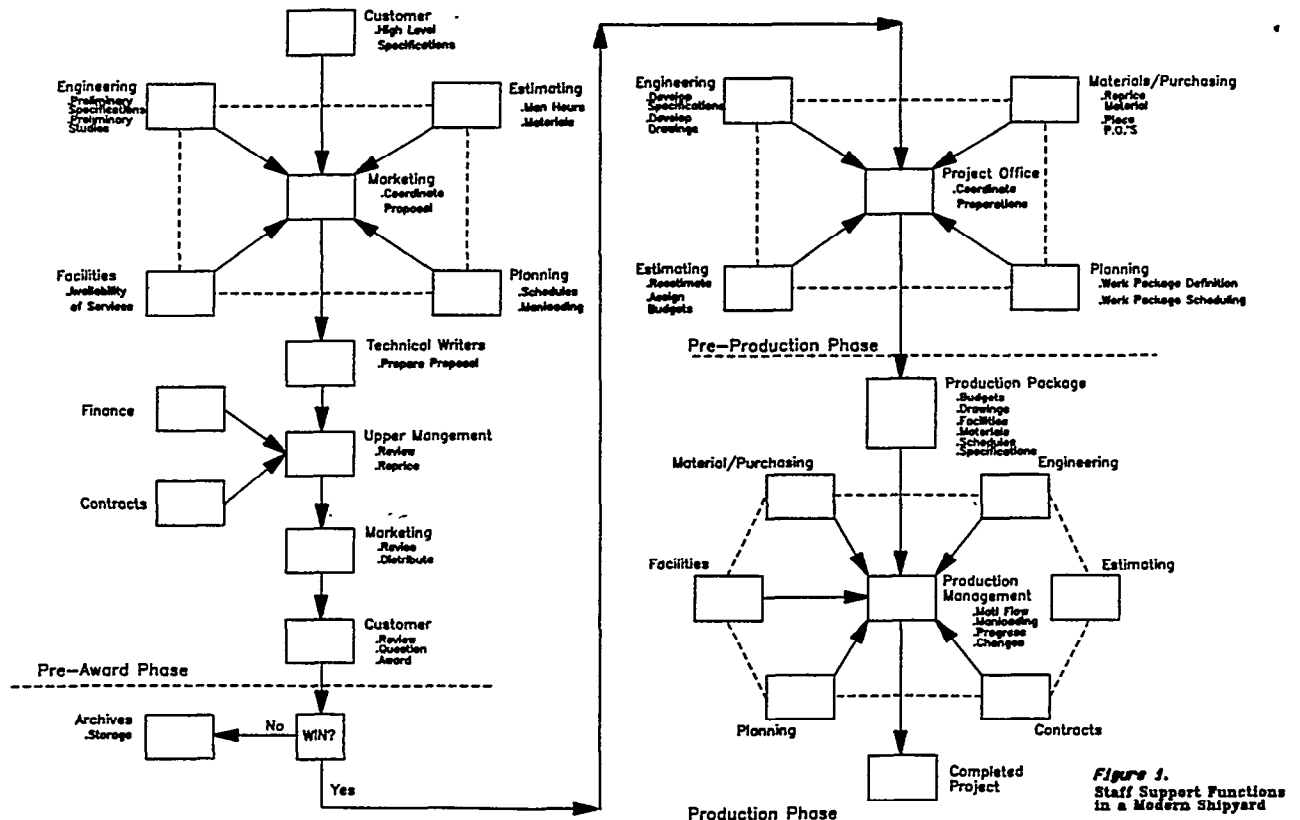 Customer
.High Level
Specifications
Engineering
.Preliminary
Specifications
.Prelyminary
Studies
Estimating
.Man Hours
.Materials
Marketing
.Coordinate
Proposal
Facilities
.Availability
of Services
Planning
.Schedules
.Manloading
Technical Writers
.Prepare Proposal
Finance
Upper Mangement
.Review
.Reprice
Contracts
Marketing
.Revise
.Distribute
Customer
.Review
.Question
.Award
Pre-Award Phase
Archives
.Storage
No
WIN?
Yes
Engineering
.Develop
Specifications
.Develop
Drawings
Materials/Purchasing
.Reprice
Material
.Place
P.O.'S
Project Office
.Coordinate
Preparations
Estimating
.Reestimate
.Assign
Budgets
Planning
.Work Package Definition
.Work Package Scheduling
Pre-Production Phase
Production Package
.Budgets
.Drawings
.Facilities
.Materials
.Schedules
.Specifications
Material/Purchasing
Engineering
Facilities
Estimating
Production
Management
.Matl Flow
.Manloading
.Progress
.Changes
Planning
Contracts
Completed
Project
Production Phase
Figure 1.
Staff Support Functions
in a Modern Shipyard